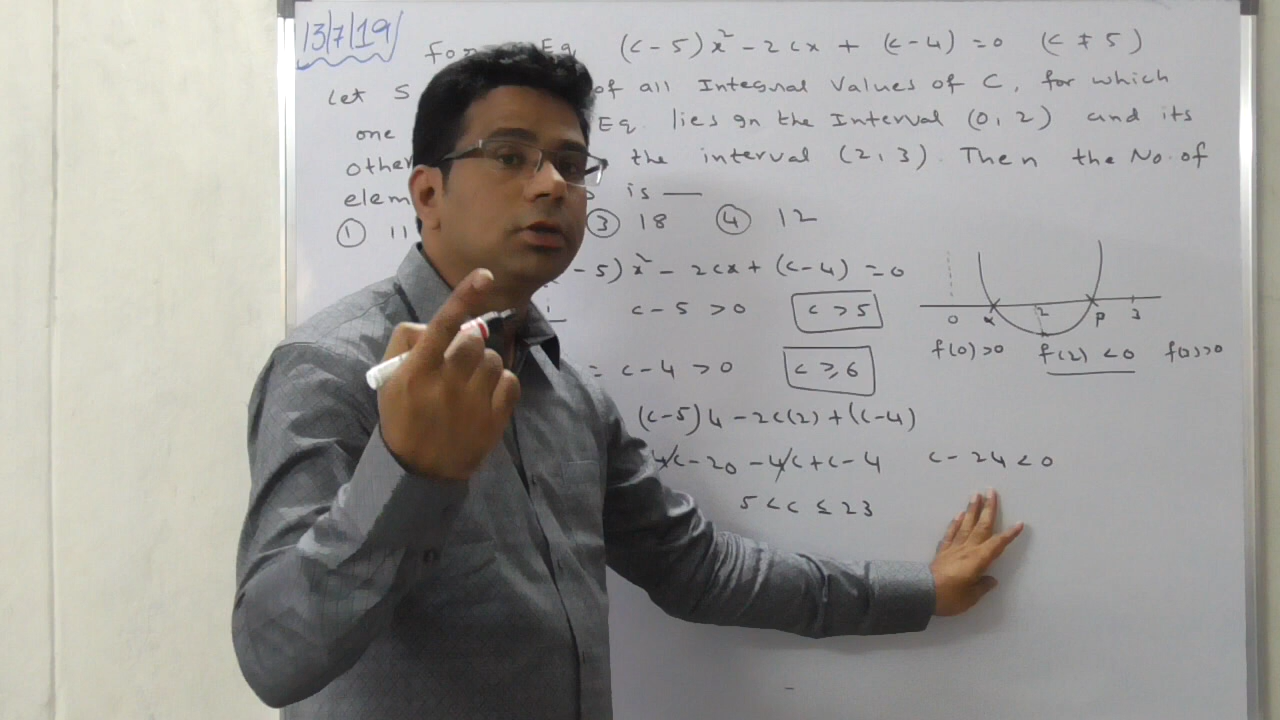 13/7/19
for Eq (c-5)x² - 2cx + (c-4) = 0 (c ≠ 5)
Let S of all Integral Values of C, for which
one Eq. lies in the Interval (0, 2) and its
other the interval (2, 3). Then the No. of
elem is —
① 11 ③ 18 ④ 12
-5)x² - 2cx + (c-4) = 0
c-5 > 0 c > 5
0 α 2 β 3
f(0) > 0 f(2) < 0 >0
= c-4 > 0 c ≥ 6
(c-5)4 - 2c(2) + (c-4)
4c - 20 - 4c + c - 4 c - 24 < 0
5 < c ≤ 23